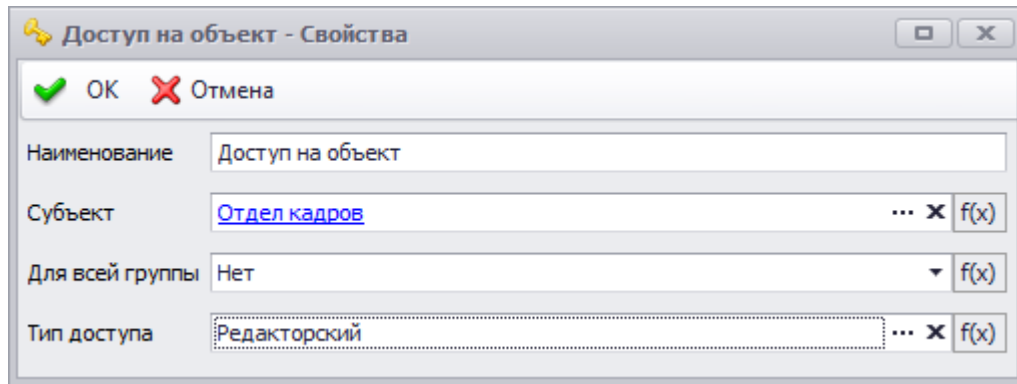 Доступ на объект - Свойства
OK Отмена
Наименование Доступ на объект
Субъект Отдел кадров ... x f(x)
Для всей группы Нет f(x)
Тип доступа Редакторский ... x f(x)